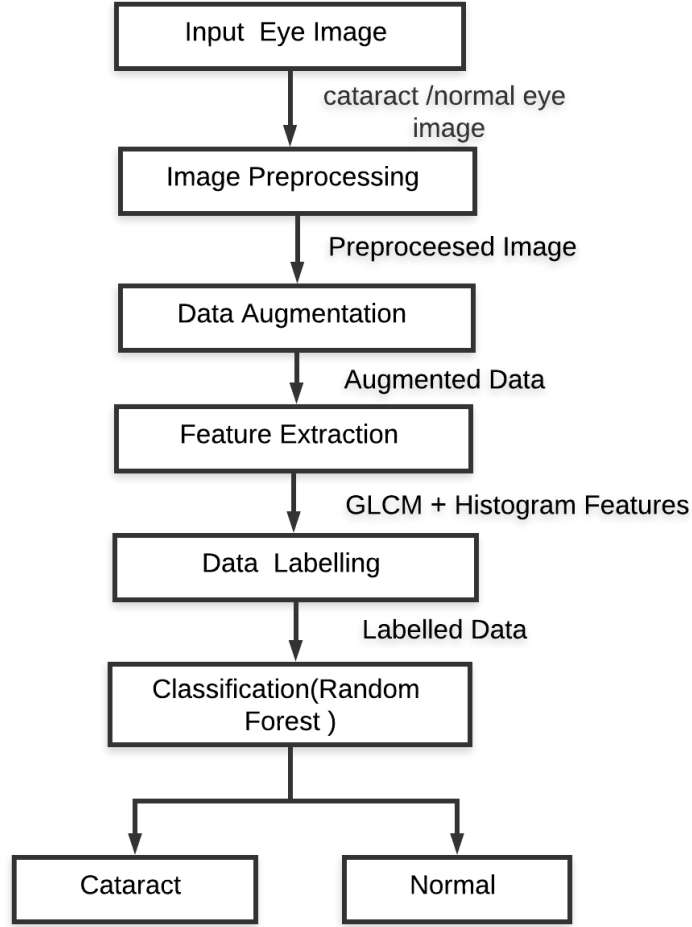 Input  Eye Image
cataract /normal eye
image
Image Preprocessing
Preproceesed Image
Data Augmentation
Augmented Data
Feature Extraction
GLCM + Histogram Features
Data  Labelling
Labelled Data
Classification(Random
Forest )
Cataract
Normal